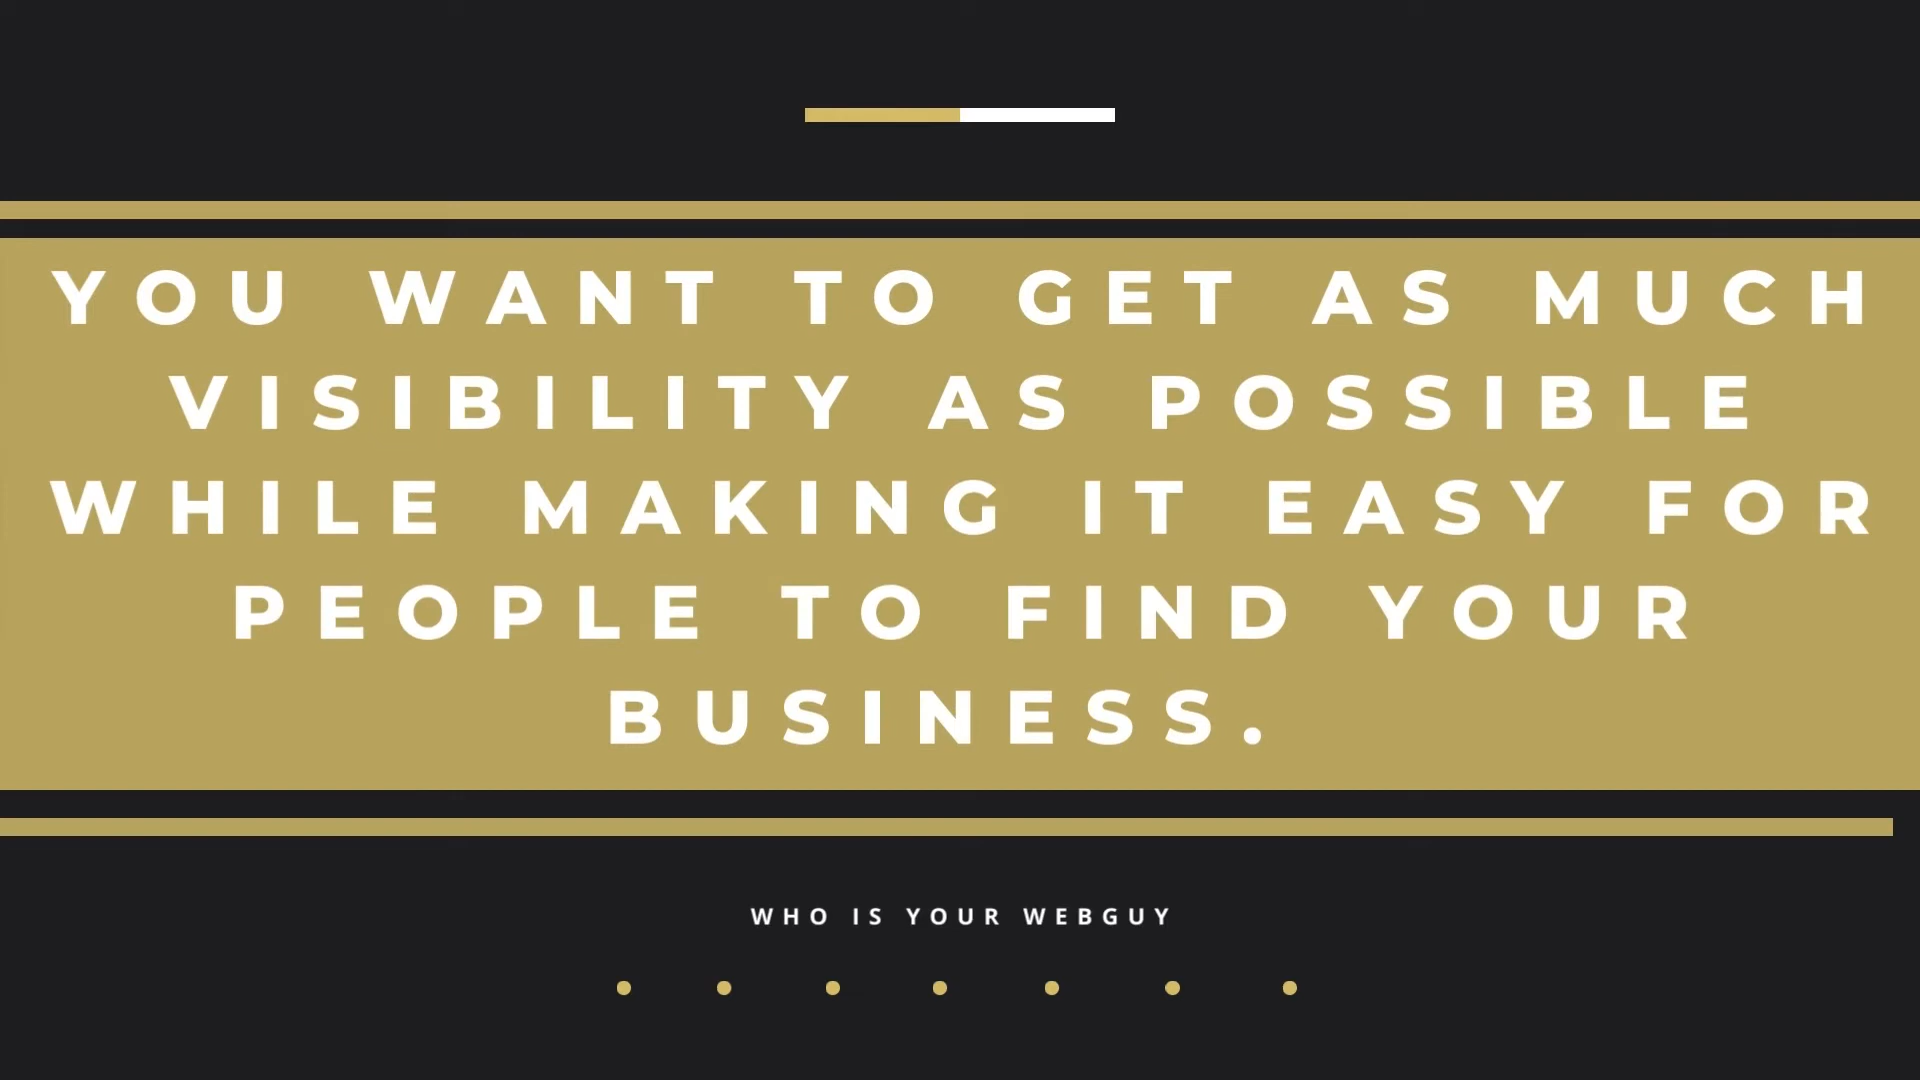 YOU WANT TO GET AS MUCH
VISIBILITY AS POSSIBLE
WHILE MAKING IT EASY FOR
PEOPLE TO FIND YOUR
BUSINESS.
WHO IS YOUR WEBGUY